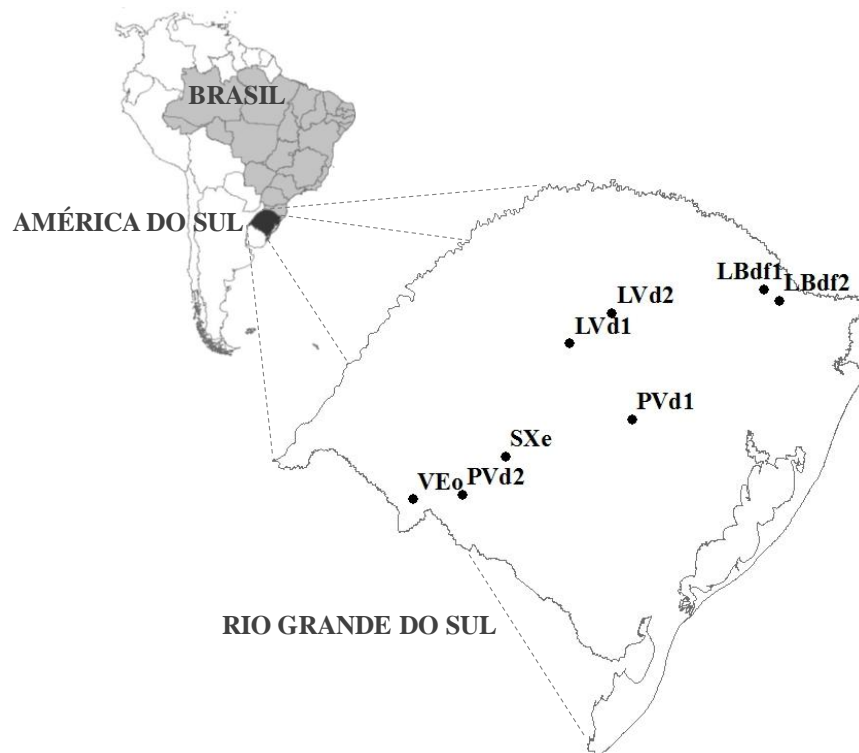 BRASIL
AMÉRICA DO SUL
LBdf1
LBdf2
LVd2
LVd1
PVd1
SXe
PVd2
VEo
RIO GRANDE DO SUL